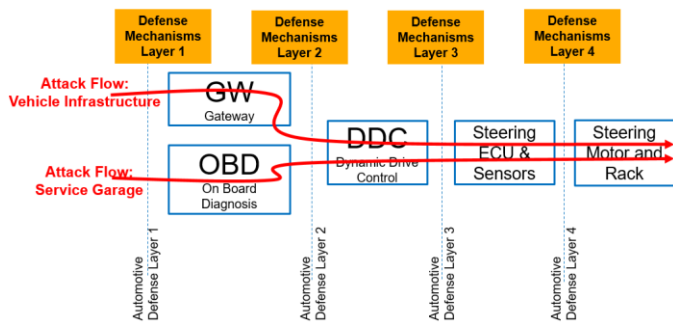 Defense
Mechanisms
Layer 1
Defense
Mechanisms
Layer 2
Defense
Mechanisms
Layer 3
Defense
Mechanisms
Layer 4
Attack Flow:
Vehicle Infrastructure
GW
Gateway
Attack Flow:
Service Garage
OBD
On Board
Diagnosis
DDC
Dynamic Drive
Control
Steering
ECU &
Sensors
Steering
Motor and
Rack
Automotive
Defense Layer 1
Automotive
Defense Layer 2
Automotive
Defense Layer 3
Automotive
Defense Layer 4